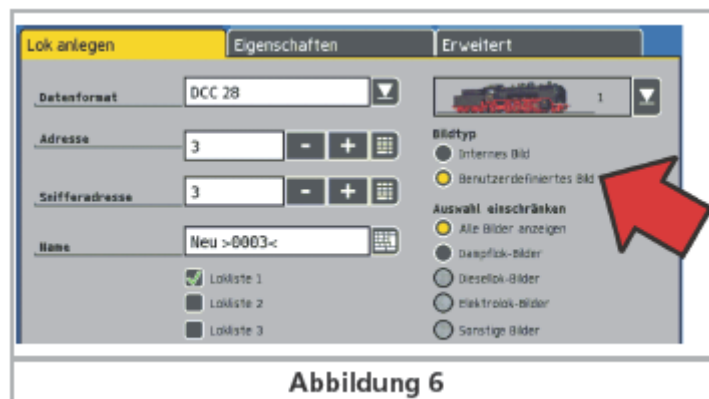 Lok anlegen
Eigenschaften
Erweitert
Datenformat
DCC 28
1
Adresse
3
- +
Bildtyp
Internes Bild
Benutzerdefiniertes Bild
Snifferadresse
3
- +
Auswahl einschränken
Alle Bilder anzeigen
Name
Neu >0003<
Dampflok-Bilder
Lokliste 1
Diesellok-Bilder
Lokliste 2
Elektrolok-Bilder
Lokliste 3
Sonstige Bilder
Abbildung 6